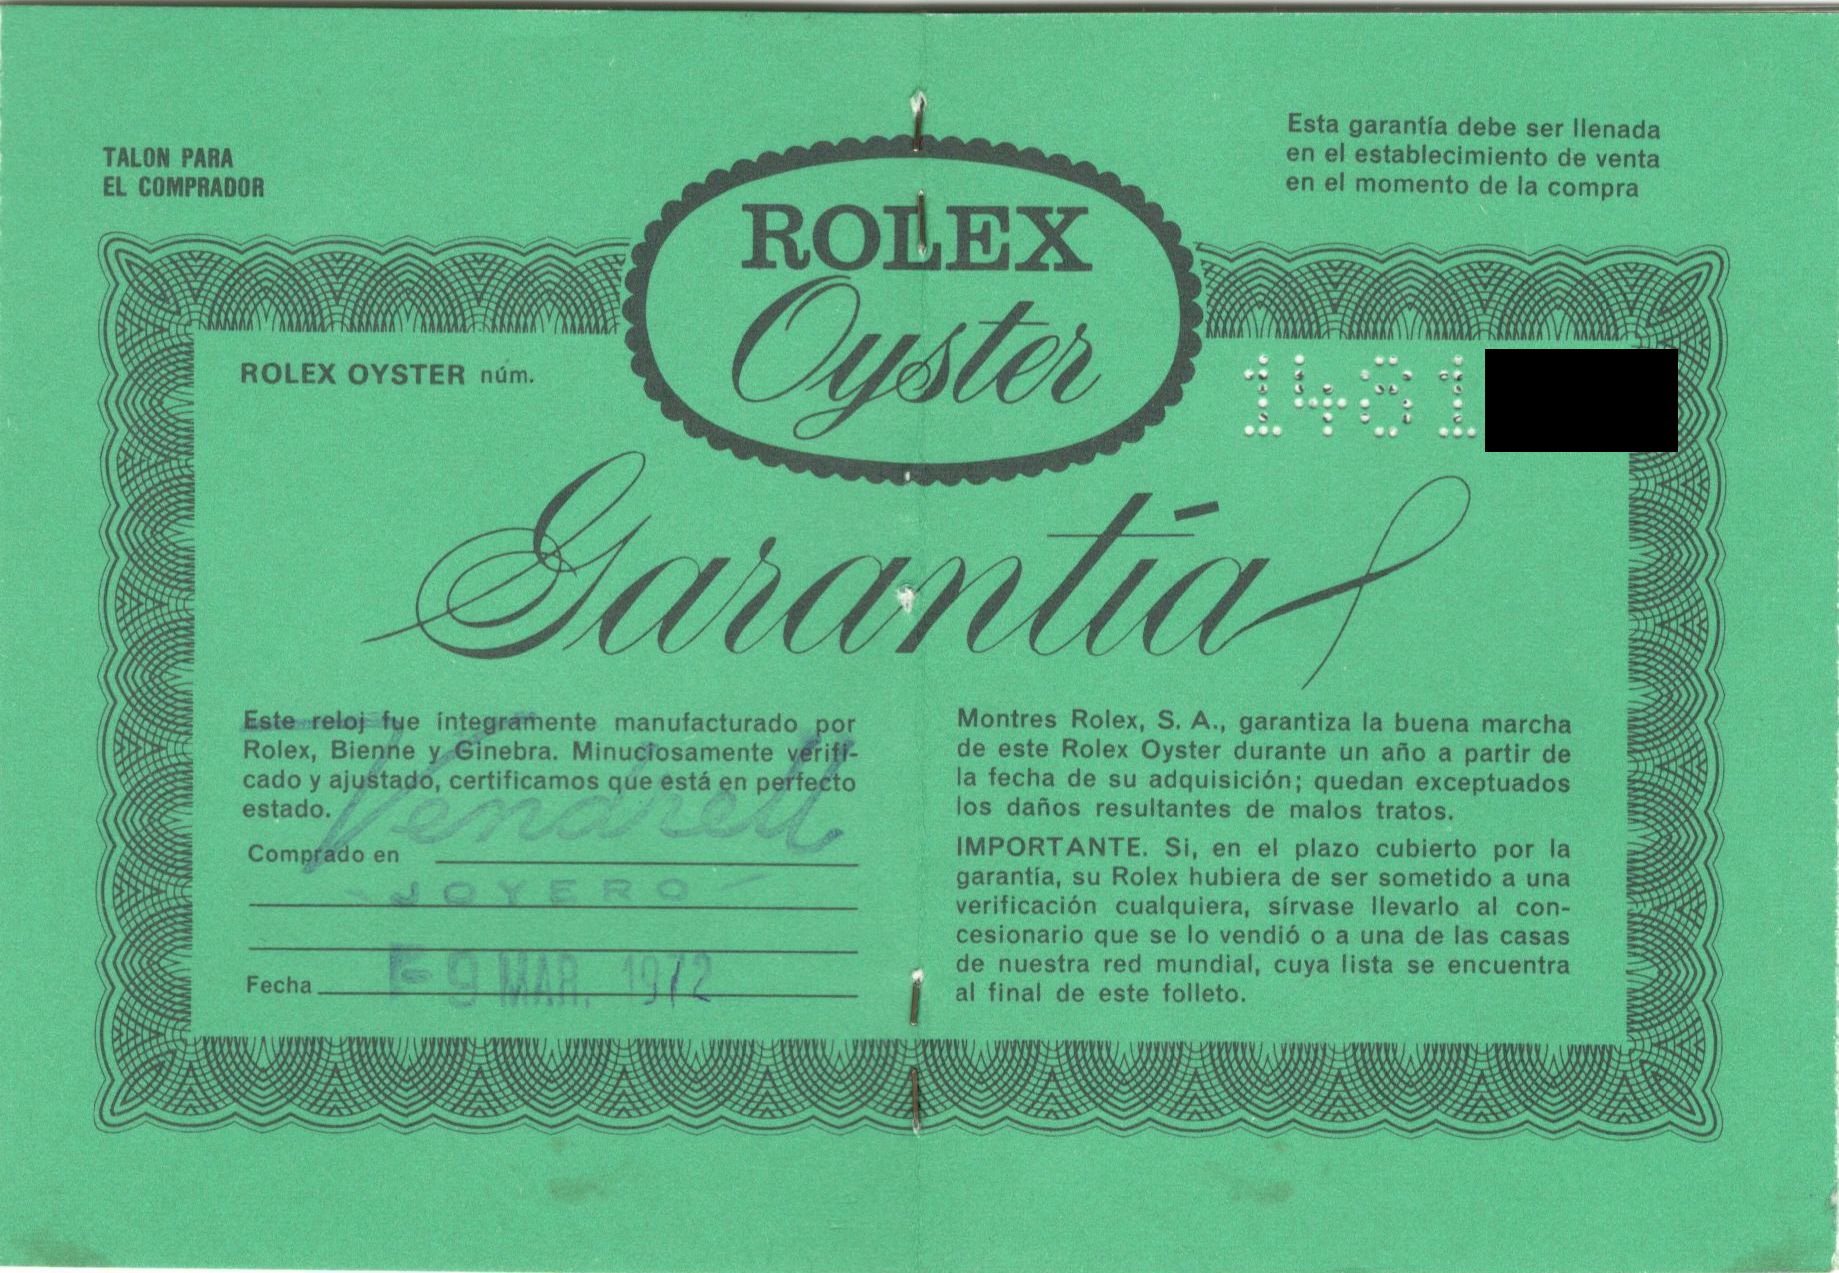 TALON PARA
EL COMPRADOR
Esta garantía debe ser llenada
en el establecimiento de venta
en el momento de la compra
ROLEX
Oyster
ROLEX OYSTER núm.
1481
Garantía
Este reloj fue íntegramente manufacturado por
Rolex, Bienne y Ginebra. Minuciosamente verifi-
cado y ajustado, certificamos que está en perfecto
estado.
Vendrell
Comprado en
JOYERO
Fecha
9 MAR. 1972
Montres Rolex, S. A., garantiza la buena marcha
de este Rolex Oyster durante un año a partir de
la fecha de su adquisición; quedan exceptuados
los daños resultantes de malos tratos.
IMPORTANTE. Si, en el plazo cubierto por la
garantía, su Rolex hubiera de ser sometido a una
verificación cualquiera, sírvase llevarlo al con-
cesionario que se lo vendió o a una de las casas
de nuestra red mundial, cuya lista se encuentra
al final de este folleto.